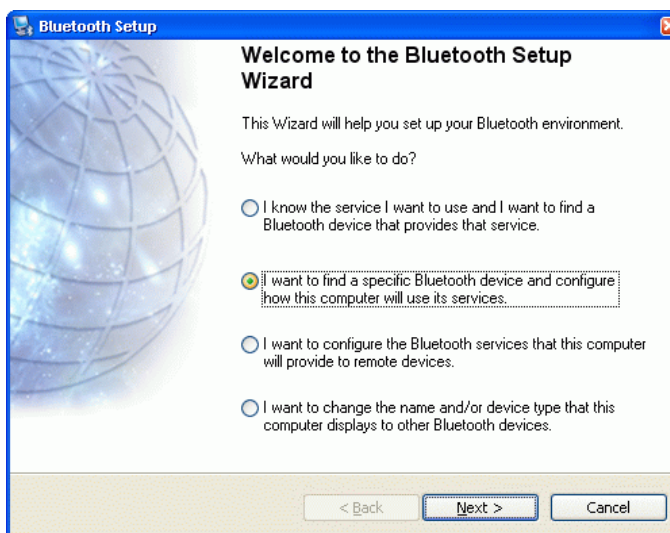 Bluetooth Setup
Welcome to the Bluetooth Setup
Wizard
This Wizard will help you set up your Bluetooth environment.
What would you like to do?
I know the service I want to use and I want to find a
Bluetooth device that provides that service.
I want to find a specific Bluetooth device and configure
how this computer will use its services.
I want to configure the Bluetooth services that this computer
will provide to remote devices.
I want to change the name and/or device type that this
computer displays to other Bluetooth devices.
< Back Next > Cancel